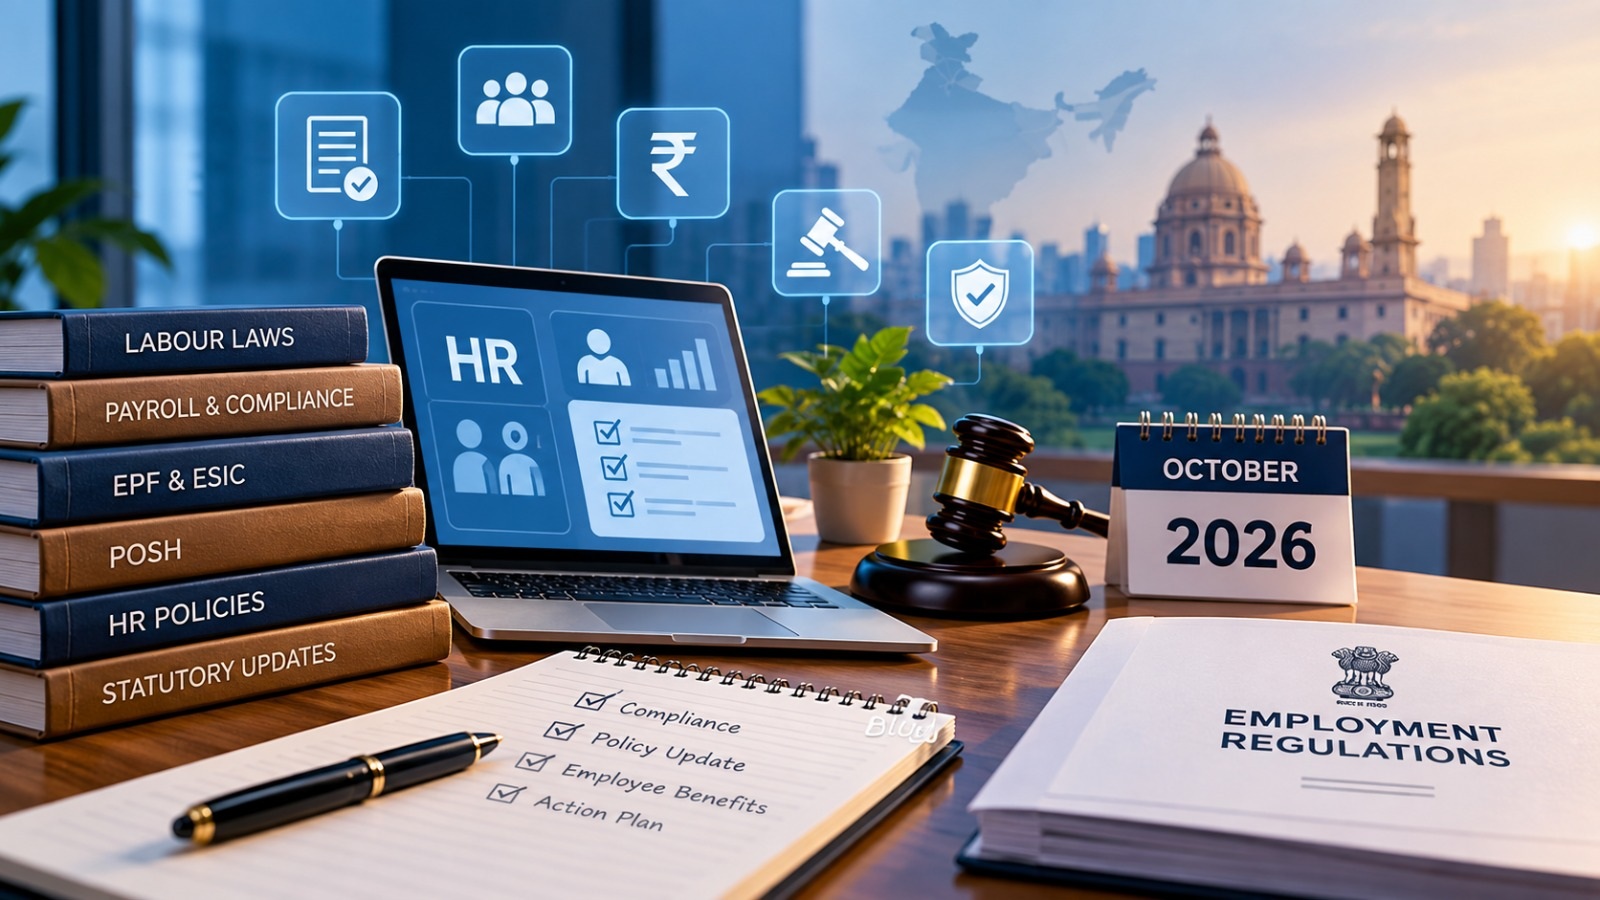 LABOUR LAWS
PAYROLL & COMPLIANCE
EPF & ESIC
POSH
HR POLICIES
STATUTORY UPDATES
₹
HR
OCTOBER
2026
Compliance
Policy Update
Employee Benefits
Action Plan
EMPLOYMENT
REGULATIONS